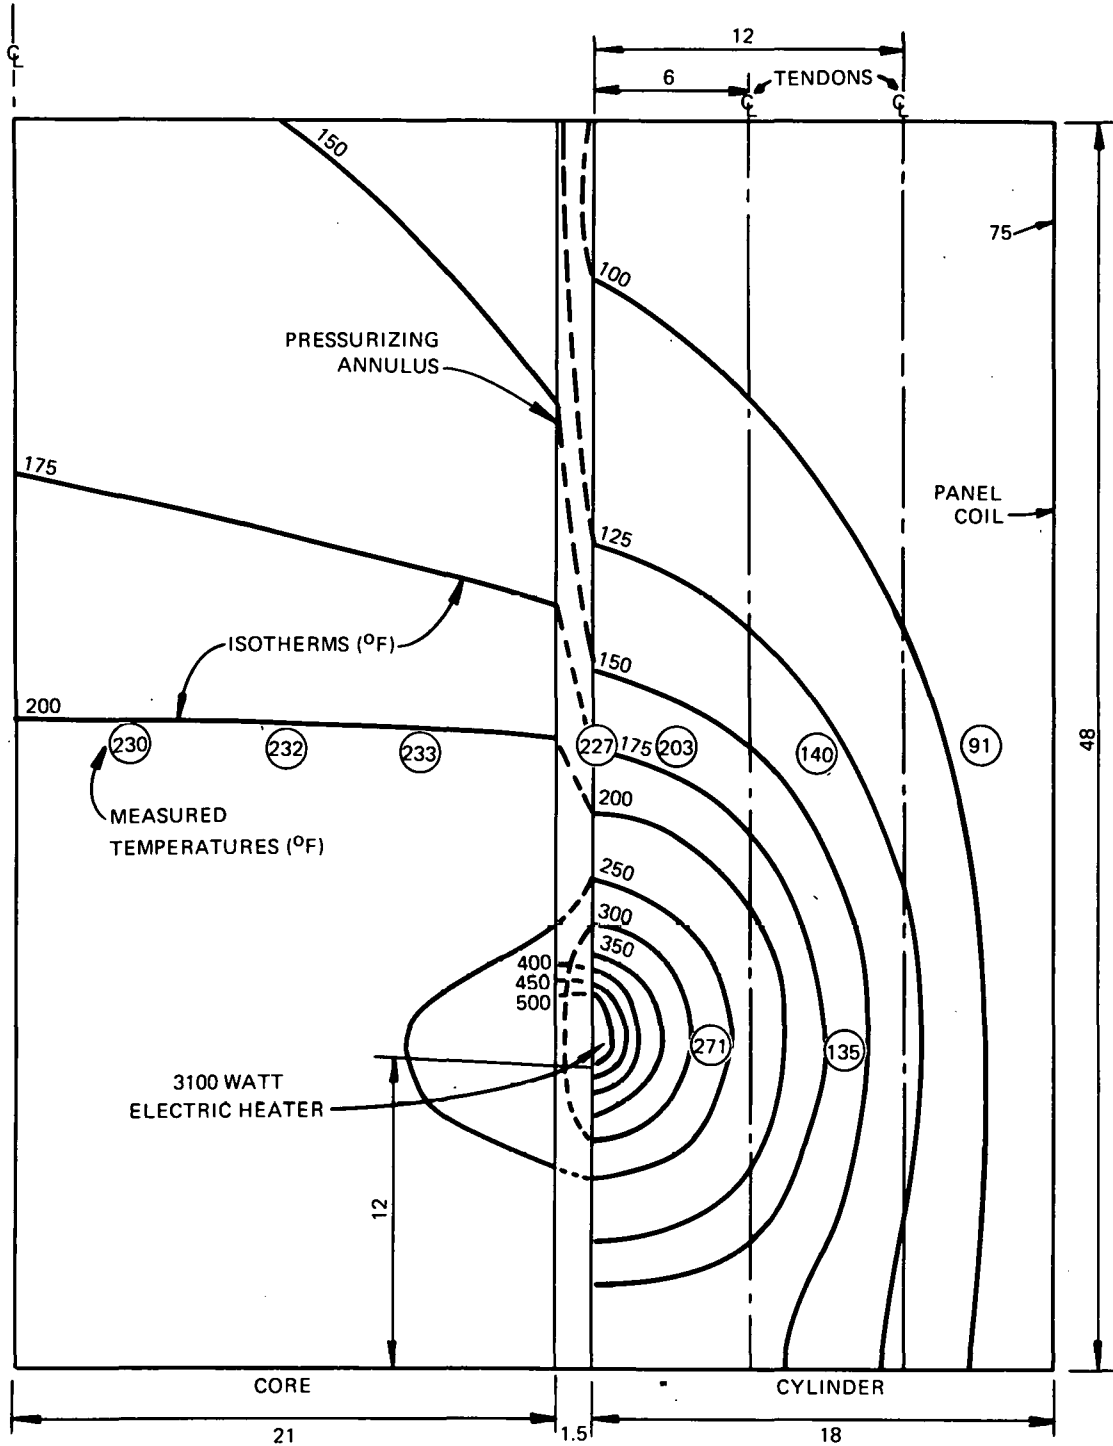 12
℄
6
TENDONS
℄
℄
150
75
100
PRESSURIZING
ANNULUS
175
PANEL
COIL
125
ISOTHERMS (°F)
150
200
230
232
233
227
175
203
140
91
48
MEASURED
TEMPERATURES (°F)
200
250
300
350
400
450
500
271
135
3100 WATT
ELECTRIC HEATER
12
CORE
CYLINDER
21
1.5
18